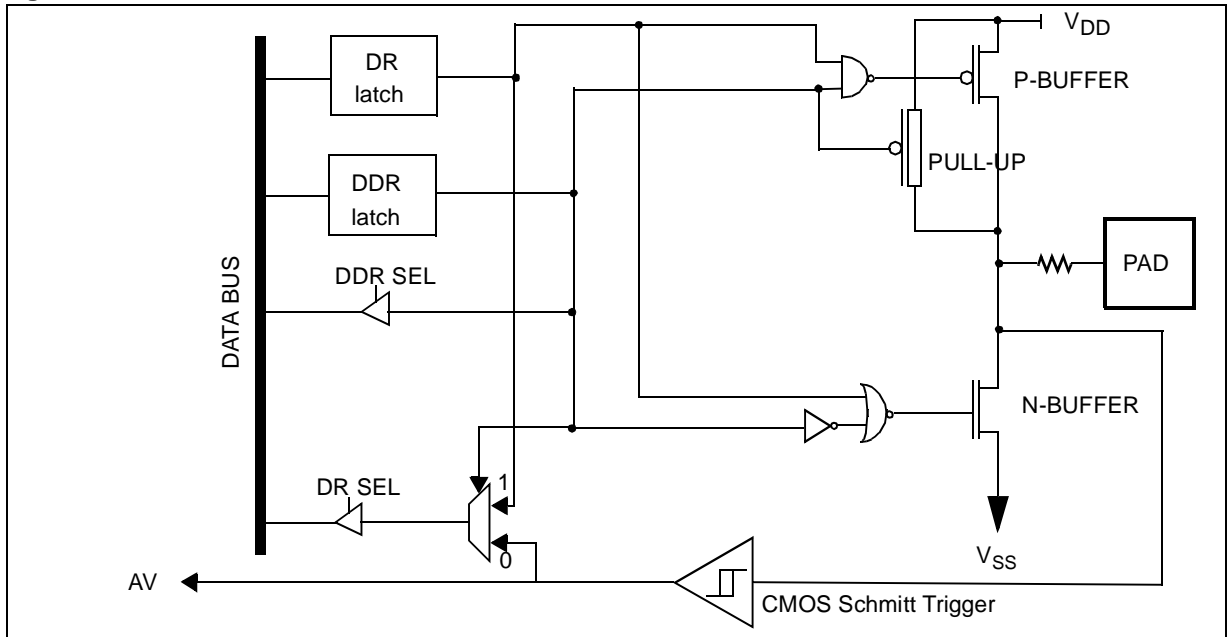 DR
latch
DDR
latch
DDR SEL
DATA BUS
DR SEL
1
0
AV
VDD
P-BUFFER
PULL-UP
PAD
N-BUFFER
VSS
CMOS Schmitt Trigger